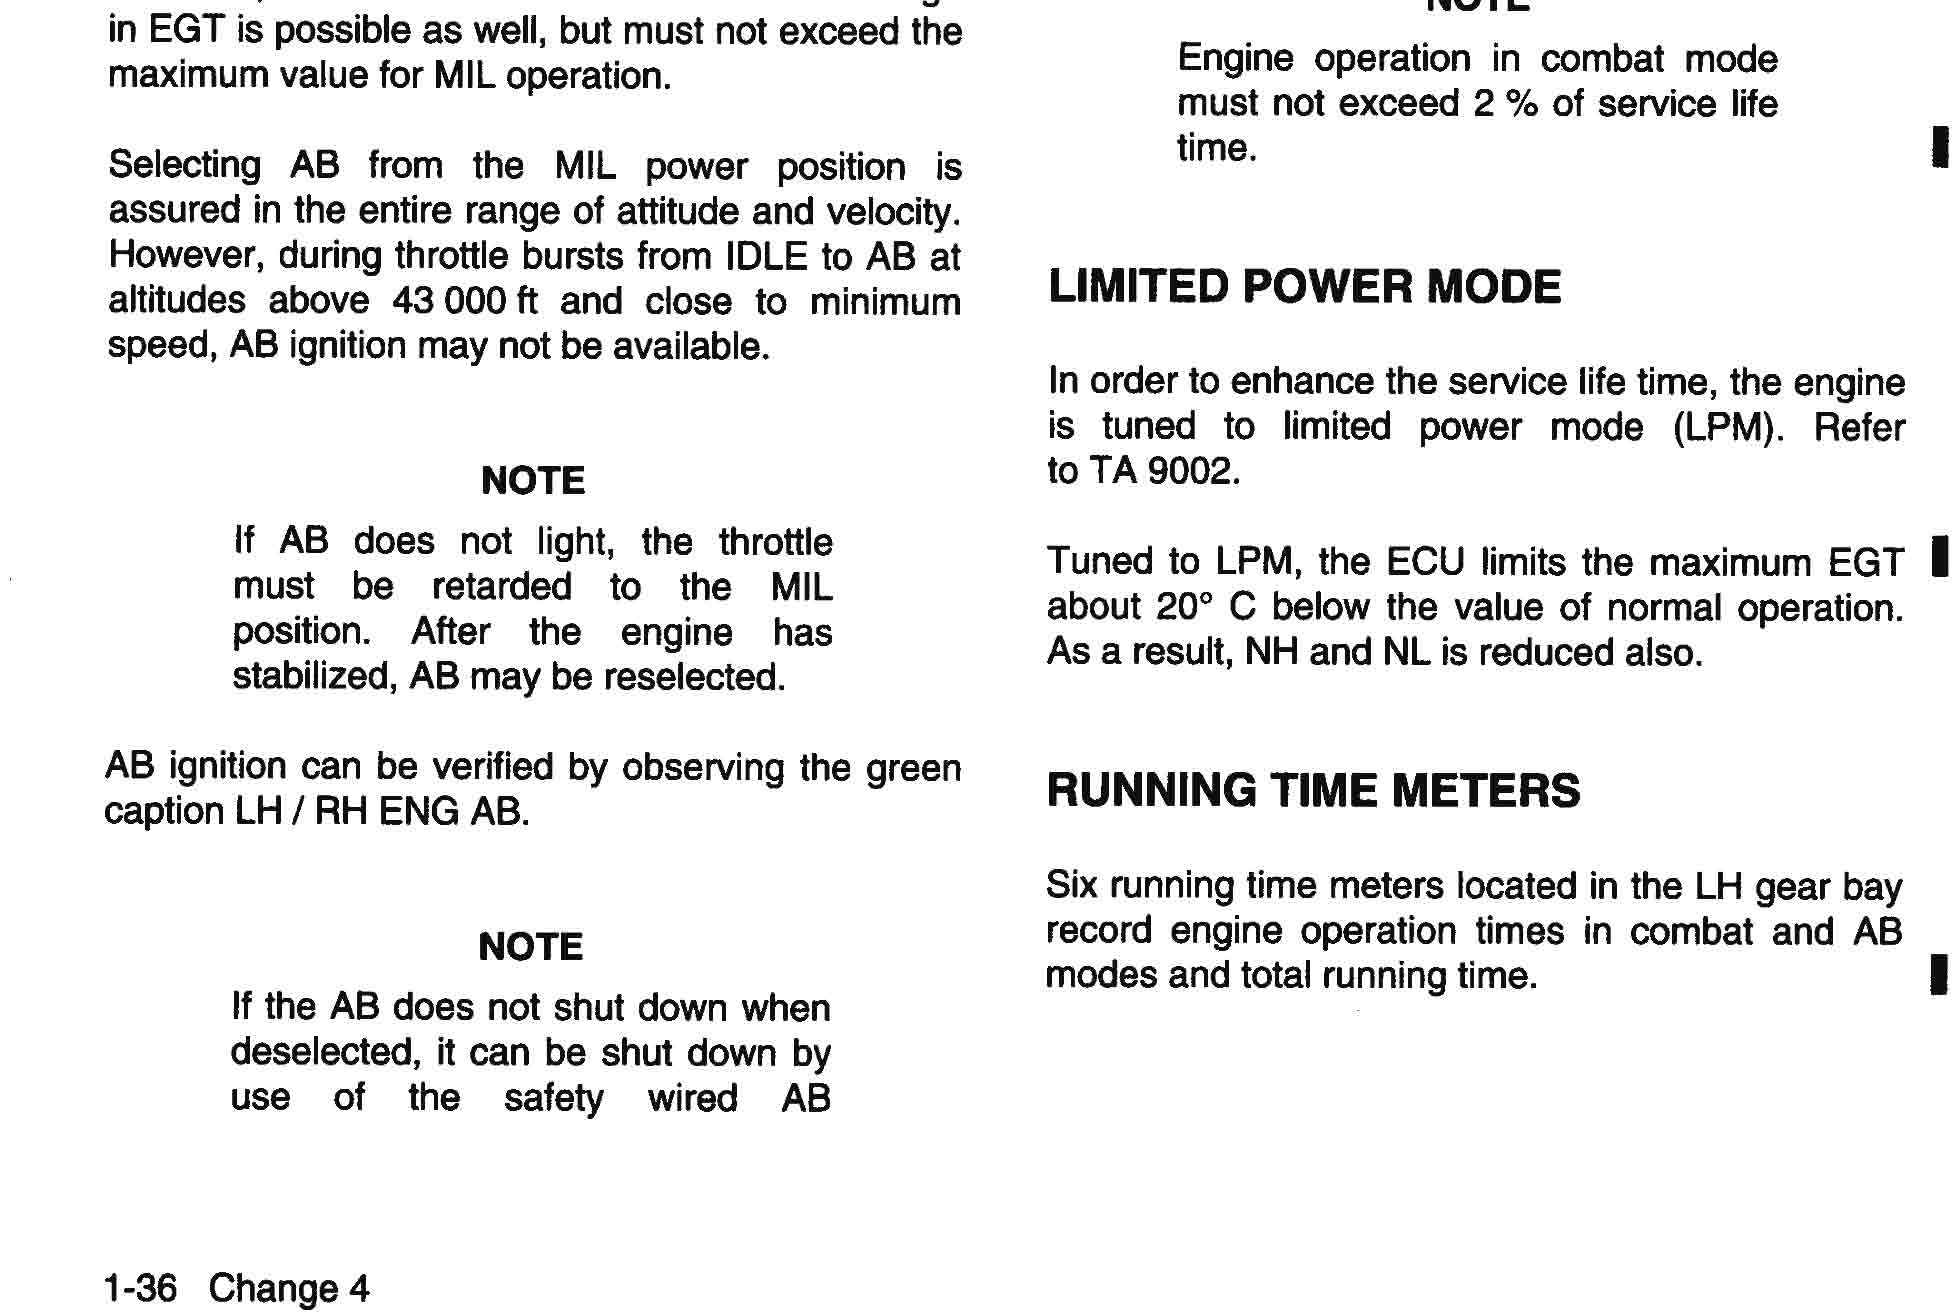 in EGT is possible as well, but must not exceed the
maximum value for MIL operation.
Selecting AB from the MIL power position is
assured in the entire range of attitude and velocity.
However, during throttle bursts from IDLE to AB at
altitudes above 43 000 ft and close to minimum
speed, AB ignition may not be available.
NOTE
If AB does not light, the throttle
must be retarded to the MIL
position. After the engine has
stabilized, AB may be reselected.
AB ignition can be verified by observing the green
caption LH / RH ENG AB.
NOTE
If the AB does not shut down when
deselected, it can be shut down by
use of the safety wired AB
NOTE
Engine operation in combat mode
must not exceed 2 % of service life
time.
LIMITED POWER MODE
In order to enhance the service life time, the engine
is tuned to limited power mode (LPM). Refer
to TA 9002.
Tuned to LPM, the ECU limits the maximum EGT
about 20° C below the value of normal operation.
As a result, NH and NL is reduced also.
RUNNING TIME METERS
Six running time meters located in the LH gear bay
record engine operation times in combat and AB
modes and total running time.
1-36 Change 4